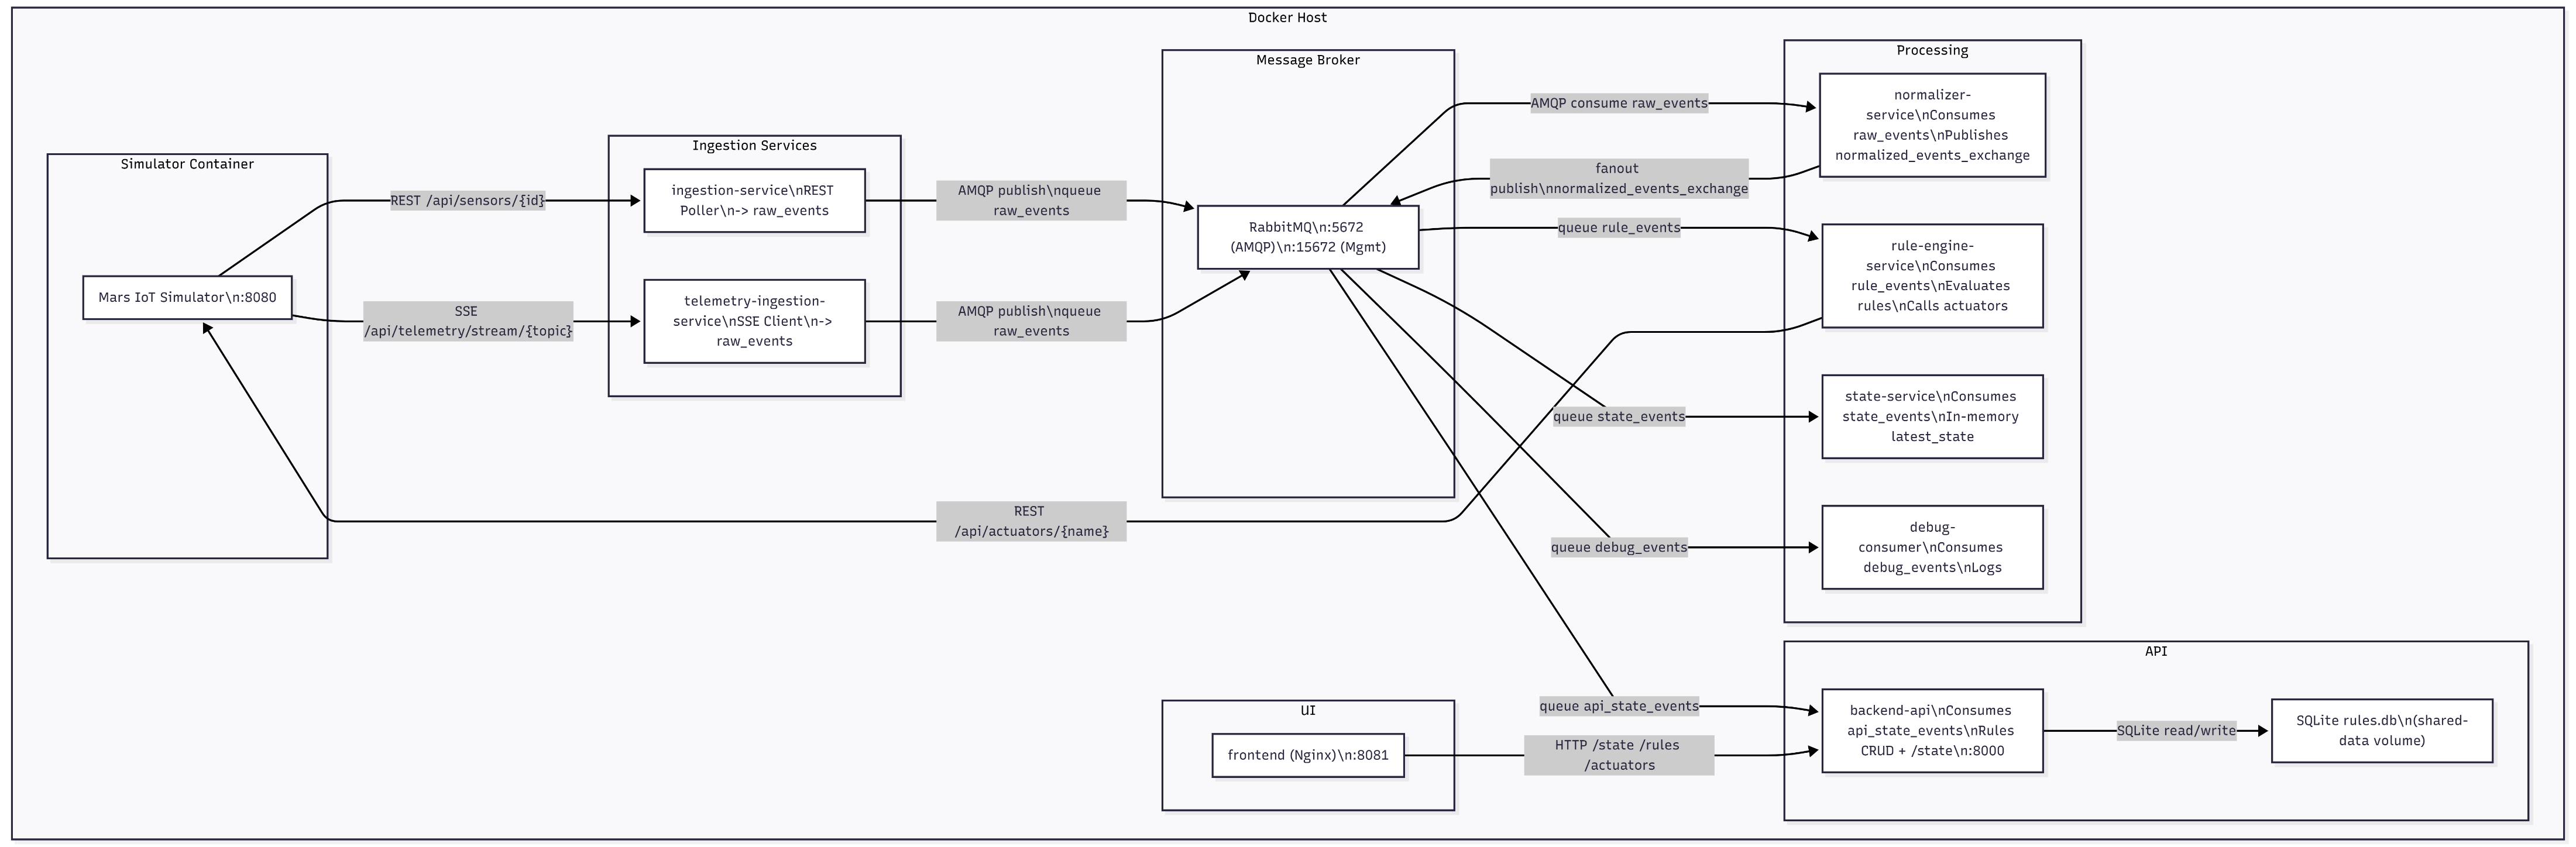 Docker Host
Simulator Container
Mars IoT Simulator\n:8080
REST /api/sensors/{id}
SSE
/api/telemetry/stream/{topic}
Ingestion Services
ingestion-service\nREST
Poller\n-> raw_events
telemetry-ingestion-
service\nSSE Client\n->
raw_events
AMQP publish\nqueue
raw_events
AMQP publish\nqueue
raw_events
REST
/api/actuators/{name}
Message Broker
RabbitMQ\n:5672
(AMQP)\n:15672 (Mgmt)
AMQP consume raw_events
fanout
publish\nnormalized_events_exchange
queue rule_events
queue state_events
queue debug_events
queue api_state_events
Processing
normalizer-
service\nConsumes
raw_events\nPublishes
normalized_events_exchange
rule-engine-
service\nConsumes
rule_events\nEvaluates
rules\nCalls actuators
state-service\nConsumes
state_events\nIn-memory
latest_state
debug-
consumer\nConsumes
debug_events\nLogs
UI
frontend (Nginx)\n:8081
HTTP /state /rules
/actuators
API
backend-api\nConsumes
api_state_events\nRules
CRUD + /state\n:8000
SQLite read/write
SQLite rules.db\n(shared-
data volume)